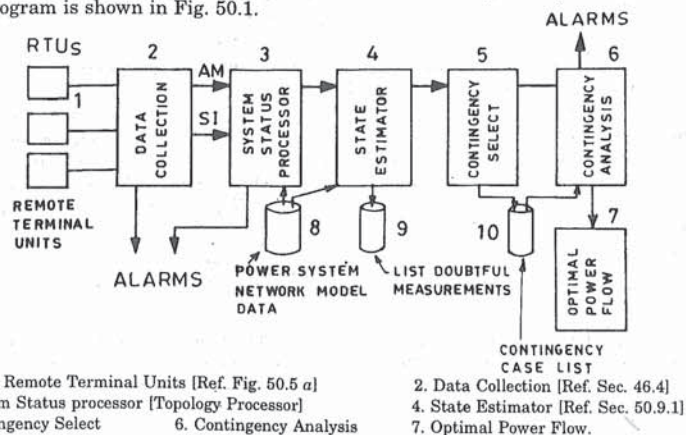 ogram is shown in Fig. 50.1.
ALARMS
RTUs
2
3
4
5
6
1
AM
SI
DATA COLLECTION
SYSTEM STATUS PROCESSOR
STATE ESTIMATOR
CONTINGENCY SELECT
CONTINGENCY ANALYSIS
REMOTE
TERMINAL
UNITS
8
9
10
7
ALARMS
POWER SYSTEM
NETWORK MODEL
DATA
LIST DOUBTFUL
MEASUREMENTS
OPTIMAL POWER FLOW
CONTINGENCY
CASE LIST
Remote Terminal Units [Ref. Fig. 50.5 a]
2. Data Collection [Ref. Sec. 46.4]
m Status processor [Topology Processor]
4. State Estimator [Ref. Sec. 50.9.1]
ngency Select
6. Contingency Analysis
7. Optimal Power Flow.